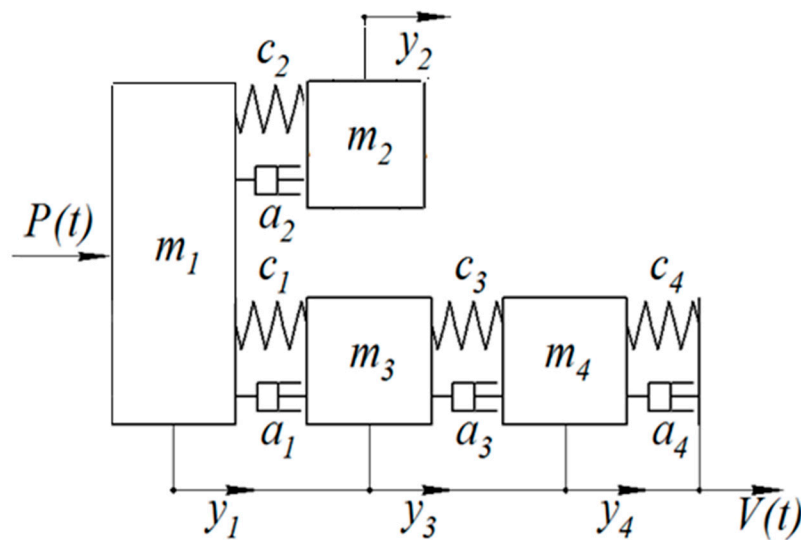 y₂
c₂
m₂
a₂
P(t)
m₁
c₁ c₃ c₄
m₃ m₄
a₁ a₃ a₄
y₁ y₃ y₄ V(t)